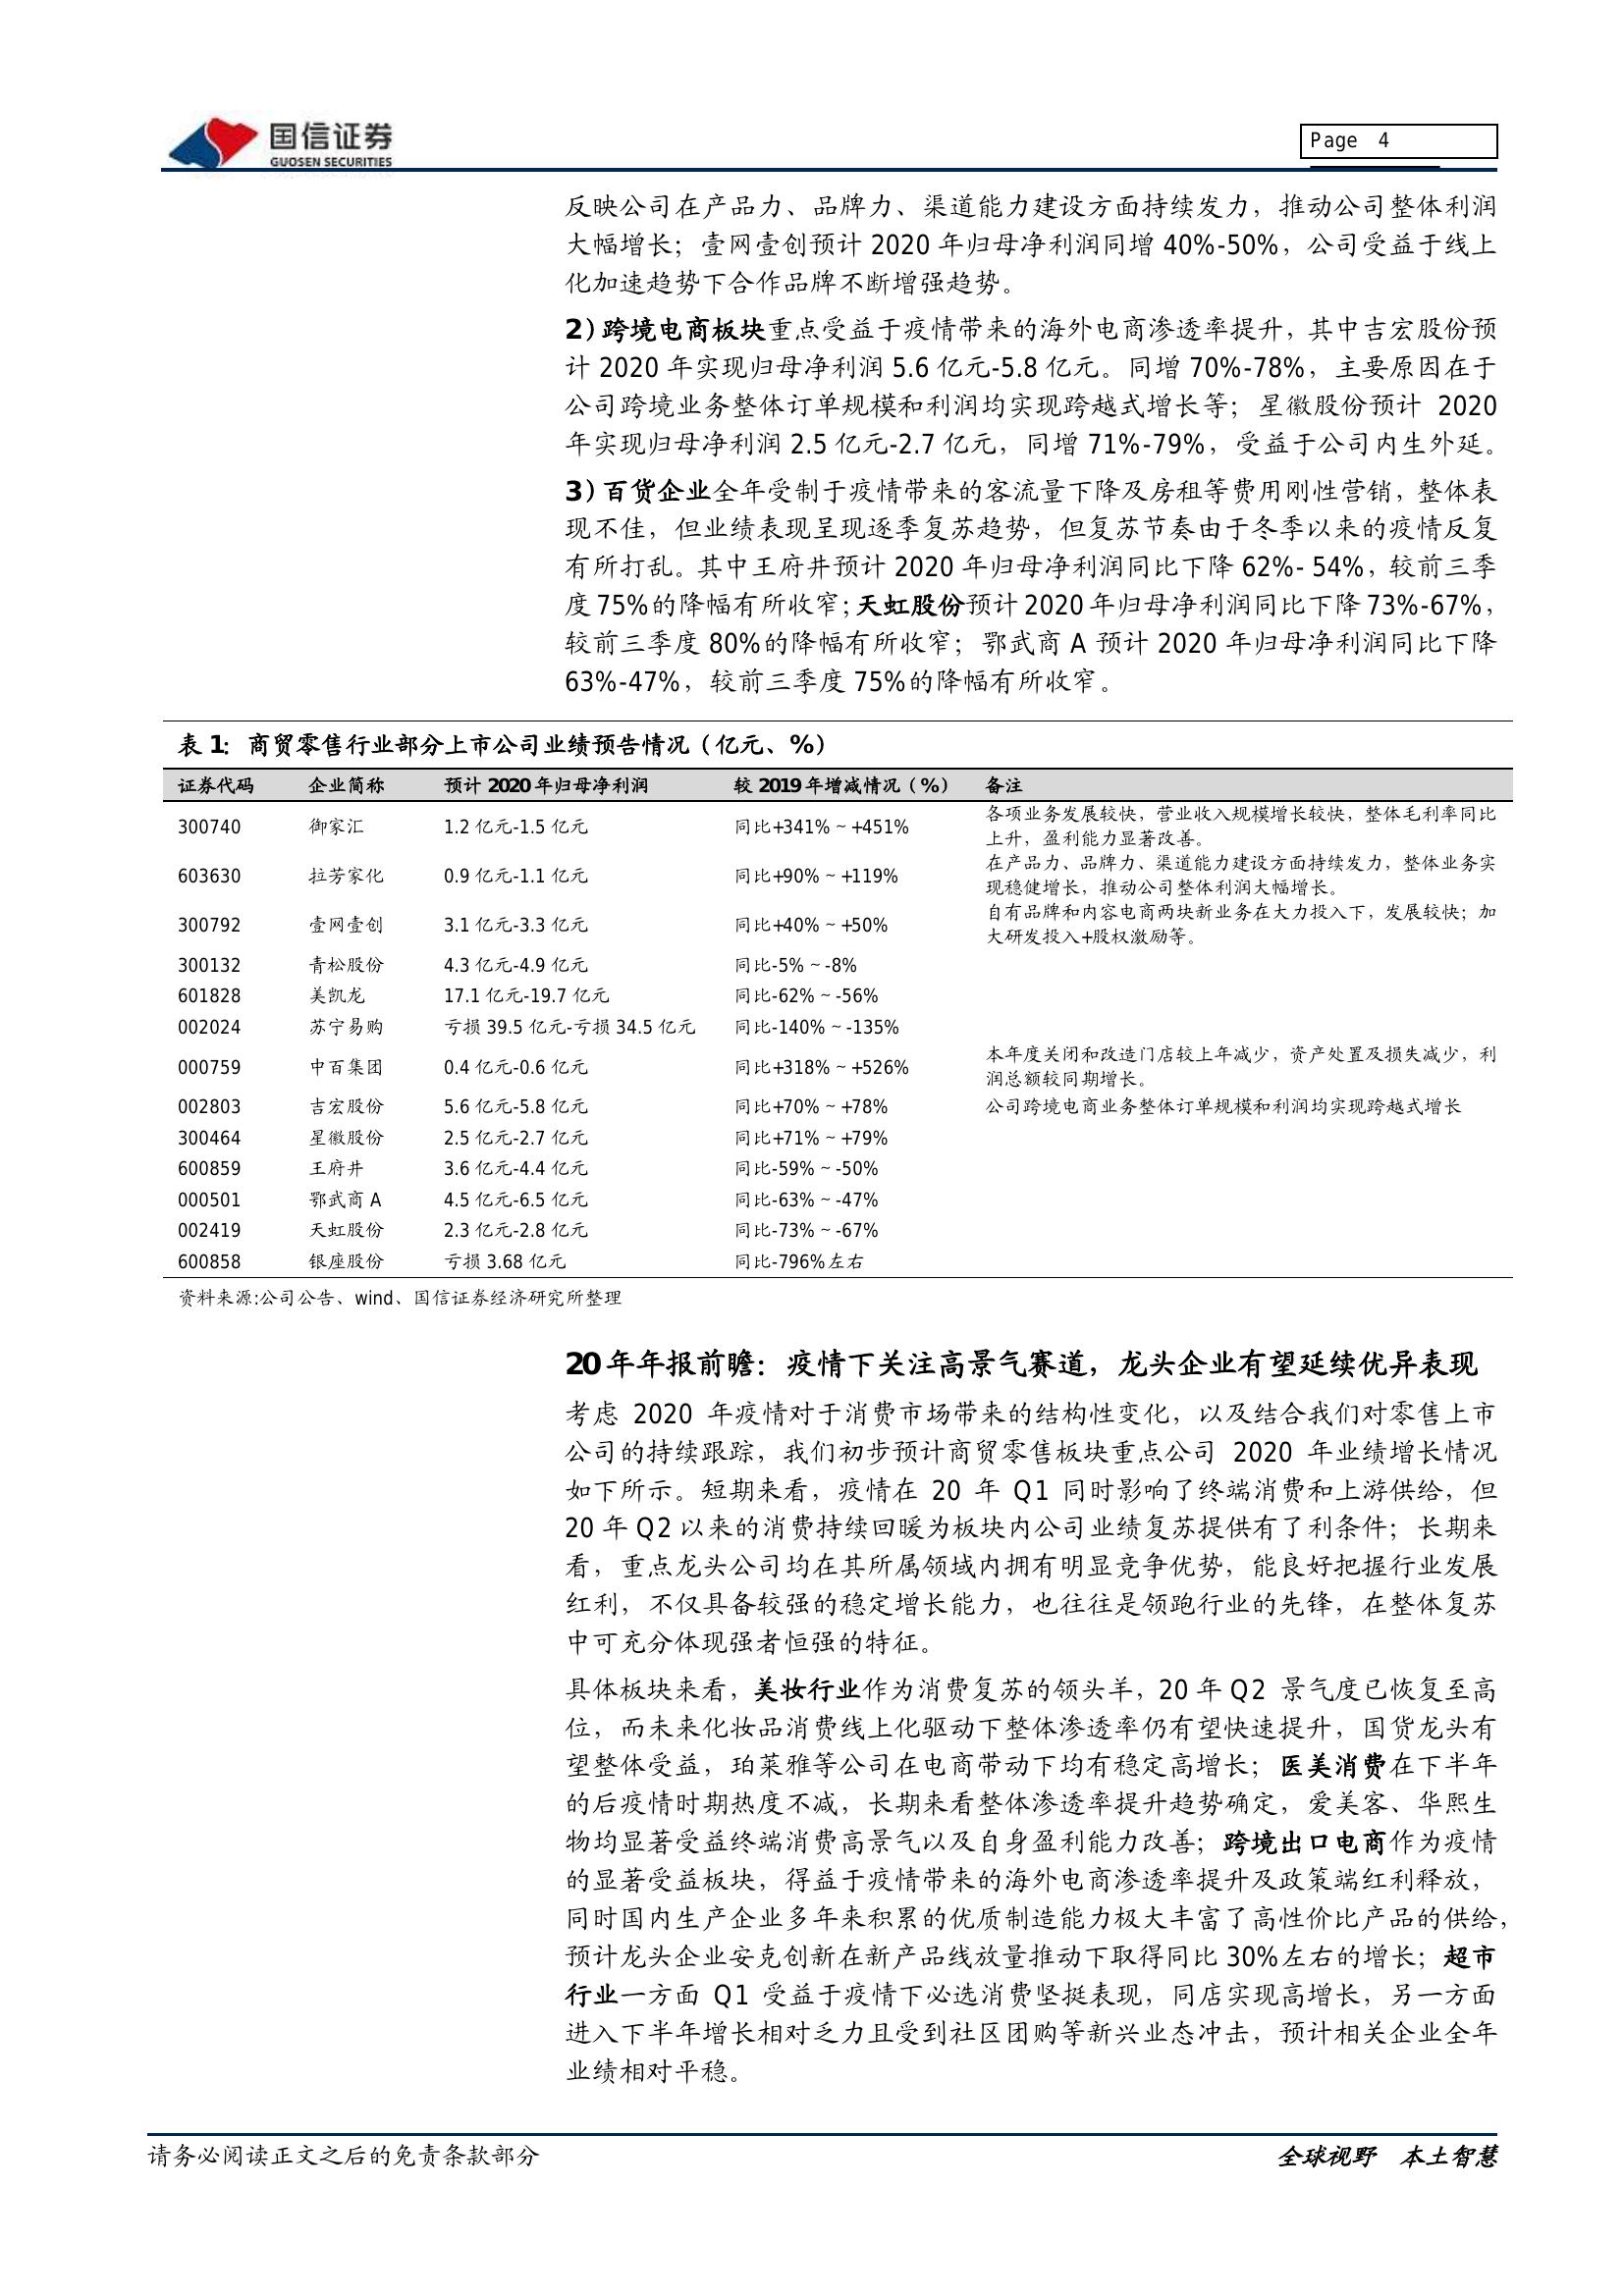 国信证券
GUOSEN SECURITIES
Page 4
反映公司在产品力、品牌力、渠道能力建设方面持续发力，推动公司整体利润
大幅增长；壹网壹创预计 2020 年归母净利润同增 40%-50%，公司受益于线上
化加速趋势下合作品牌不断增强趋势。
2）跨境电商板块重点受益于疫情带来的海外电商渗透率提升，其中吉宏股份预
计 2020 年实现归母净利润 5.6 亿元-5.8 亿元。同增 70%-78%，主要原因在于
公司跨境业务整体订单规模和利润均实现跨越式增长等；星徽股份预计 2020
年实现归母净利润 2.5 亿元-2.7 亿元，同增 71%-79%，受益于公司内生外延。
3）百货企业全年受制于疫情带来的客流量下降及房租等费用刚性营销，整体表
现不佳，但业绩表现呈现逐季复苏趋势，但复苏节奏由于冬季以来的疫情反复
有所打乱。其中王府井预计 2020 年归母净利润同比下降 62%- 54%，较前三季
度 75%的降幅有所收窄；天虹股份预计 2020 年归母净利润同比下降 73%-67%，
较前三季度 80%的降幅有所收窄；鄂武商 A 预计 2020 年归母净利润同比下降
63%-47%，较前三季度 75%的降幅有所收窄。
表 1：商贸零售行业部分上市公司业绩预告情况（亿元、%）
证券代码 企业简称 预计 2020 年归母净利润 较 2019 年增减情况（%） 备注
300740 御家汇 1.2 亿元-1.5 亿元 同比+341% ~ +451% 各项业务发展较快，营业收入规模增长较快，整体毛利率同比
上升，盈利能力显著改善。
603630 拉芳家化 0.9 亿元-1.1 亿元 同比+90% ~ +119% 在产品力、品牌力、渠道能力建设方面持续发力，整体业务实
现稳健增长，推动公司整体利润大幅增长。
300792 壹网壹创 3.1 亿元-3.3 亿元 同比+40% ~ +50% 自有品牌和内容电商两块新业务在大力投入下，发展较快；加
大研发投入+股权激励等。
300132 青松股份 4.3 亿元-4.9 亿元 同比-5% ~ -8%
601828 美凯龙 17.1 亿元-19.7 亿元 同比-62% ~ -56%
002024 苏宁易购 亏损 39.5 亿元-亏损 34.5 亿元 同比-140% ~ -135%
000759 中百集团 0.4 亿元-0.6 亿元 同比+318% ~ +526% 本年度关闭和改造门店较上年减少，资产处置及损失减少，利
润总额较同期增长。
002803 吉宏股份 5.6 亿元-5.8 亿元 同比+70% ~ +78% 公司跨境电商业务整体订单规模和利润均实现跨越式增长
300464 星徽股份 2.5 亿元-2.7 亿元 同比+71% ~ +79%
600859 王府井 3.6 亿元-4.4 亿元 同比-59% ~ -50%
000501 鄂武商 A 4.5 亿元-6.5 亿元 同比-63% ~ -47%
002419 天虹股份 2.3 亿元-2.8 亿元 同比-73% ~ -67%
600858 银座股份 亏损 3.68 亿元 同比-796%左右
资料来源:公司公告、wind、国信证券经济研究所整理
20 年年报前瞻：疫情下关注高景气赛道，龙头企业有望延续优异表现
考虑 2020 年疫情对于消费市场带来的结构性变化，以及结合我们对零售上市
公司的持续跟踪，我们初步预计商贸零售板块重点公司 2020 年业绩增长情况
如下所示。短期来看，疫情在 20 年 Q1 同时影响了终端消费和上游供给，但
20 年 Q2 以来的消费持续回暖为板块内公司业绩复苏提供有了利条件；长期来
看，重点龙头公司均在其所属领域内拥有明显竞争优势，能良好把握行业发展
红利，不仅具备较强的稳定增长能力，也往往是领跑行业的先锋，在整体复苏
中可充分体现强者恒强的特征。
具体板块来看，美妆行业作为消费复苏的领头羊，20 年 Q2 景气度已恢复至高
位，而未来化妆品消费线上化驱动下整体渗透率仍有望快速提升，国货龙头有
望整体受益，珀莱雅等公司在电商带动下均有稳定高增长；医美消费在下半年
的后疫情时期热度不减，长期来看整体渗透率提升趋势确定，爱美客、华熙生
物均显著受益终端消费高景气以及自身盈利能力改善；跨境出口电商作为疫情
的显著受益板块，得益于疫情带来的海外电商渗透率提升及政策端红利释放，
同时国内生产企业多年来积累的优质制造能力极大丰富了高性价比产品的供给，
预计龙头企业安克创新在新产品线放量推动下取得同比 30%左右的增长；超市
行业一方面 Q1 受益于疫情下必选消费坚挺表现，同店实现高增长，另一方面
进入下半年增长相对乏力且受到社区团购等新兴业态冲击，预计相关企业全年
业绩相对平稳。
请务必阅读正文之后的免责条款部分
全球视野 本土智慧